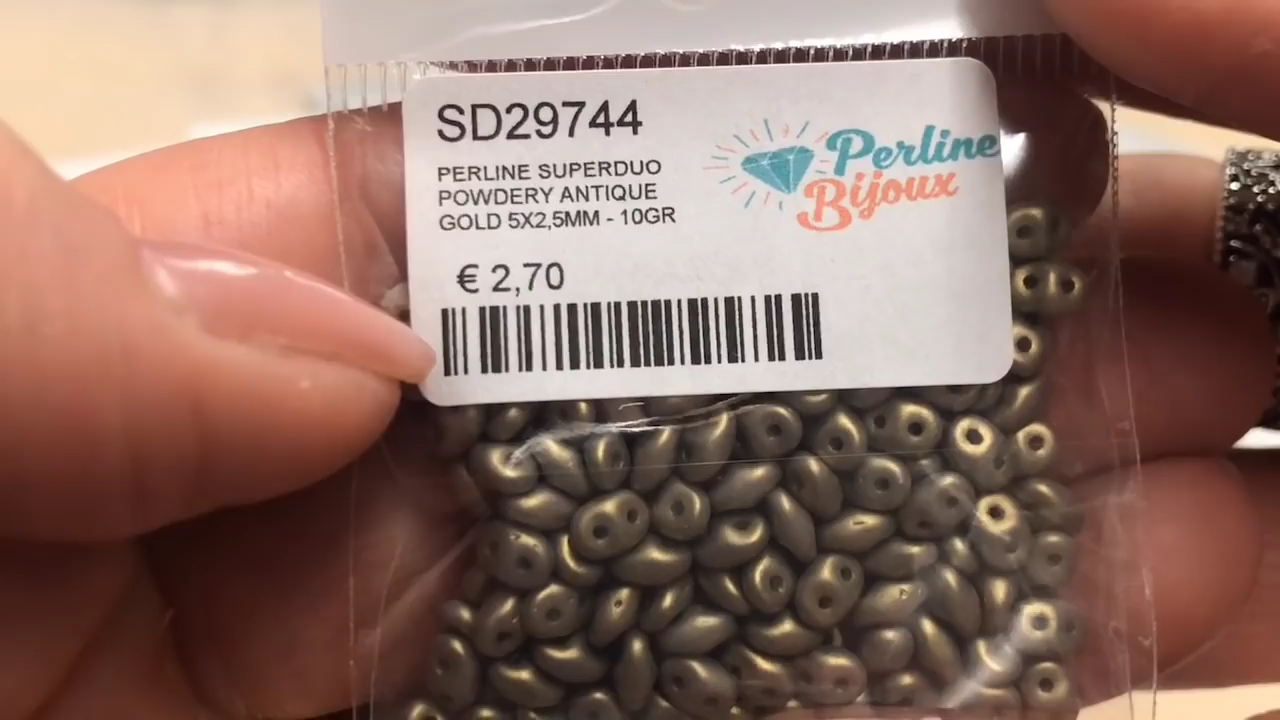 SD29744
PERLINE SUPERDUO
POWDERY ANTIQUE
GOLD 5X2,5MM - 10GR
€ 2,70
Perline
Bijoux